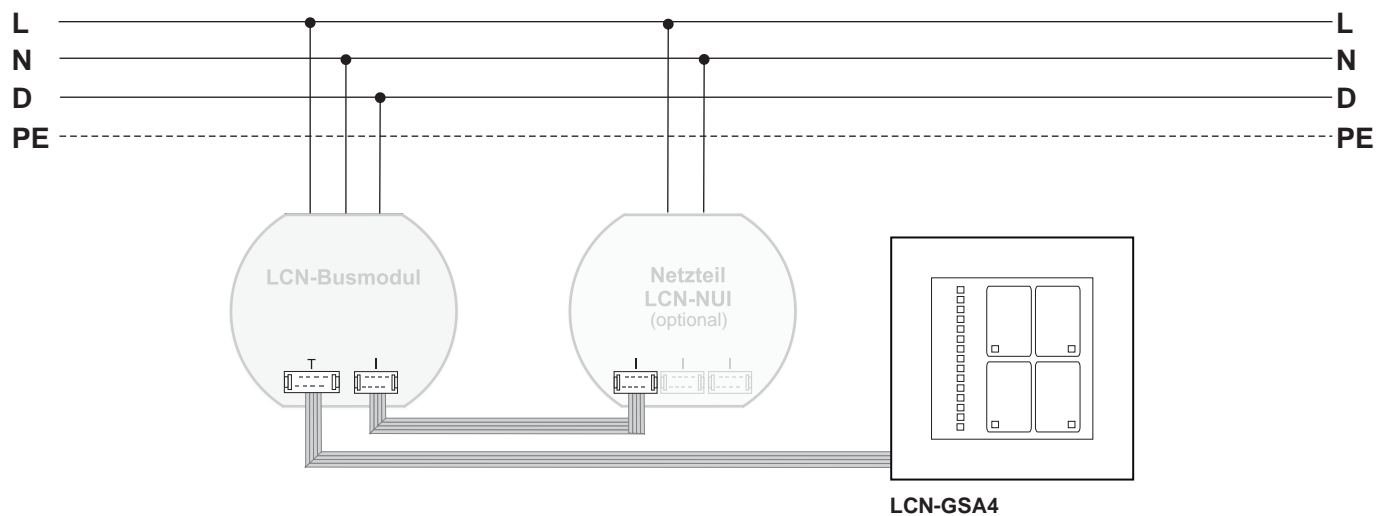 L L
N N
D D
PE PE
LCN-Busmodul
Netzteil
LCN-NUI
(optional)
T I
I I I
LCN-GSA4